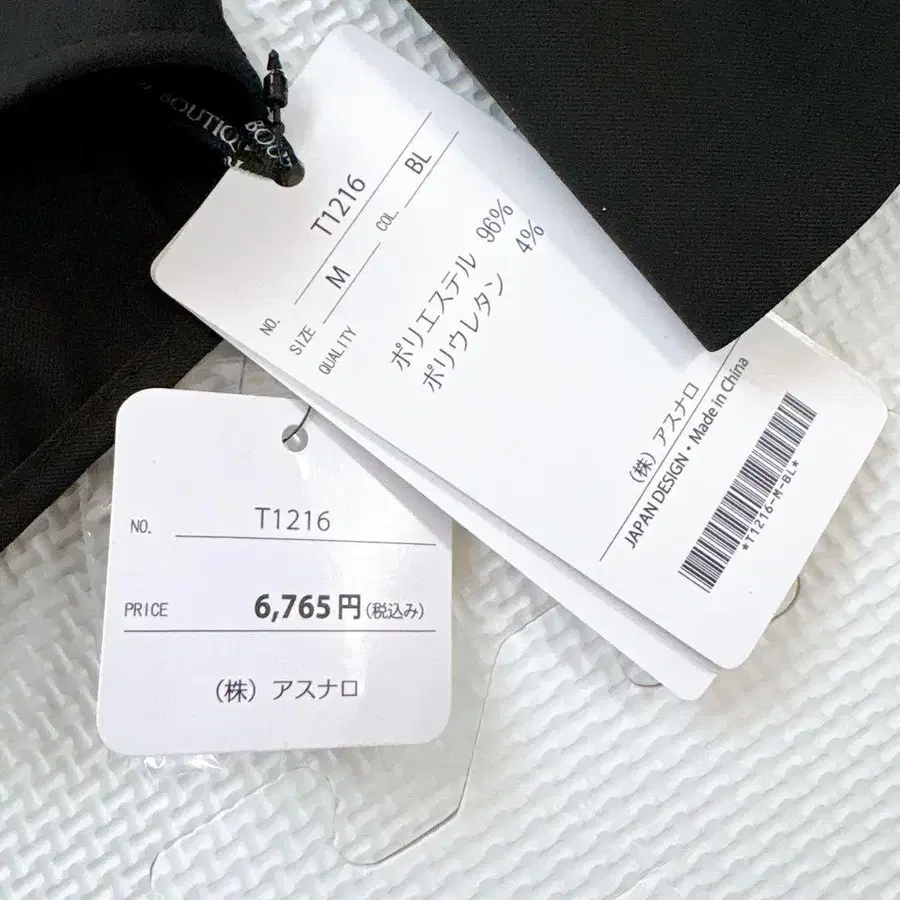 BOUTIQ
NO. T1216
SIZE M COL. BL
QUALITY
ポリエステル 96%
ポリウレタン 4%
（株）アスナロ
JAPAN DESIGN・Made in China
*T1216-M-BL*
NO. T1216
PRICE 6,765円(税込み)
（株）アスナロ